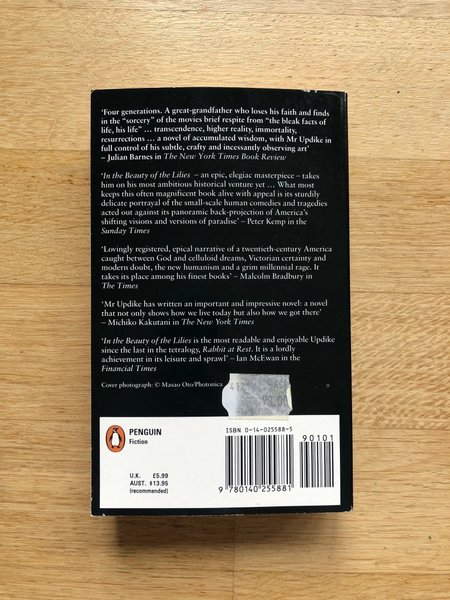 ‘Four generations. A great-grandfather who loses his faith and finds
in the “sorcery” of the movies brief respite from “the bleak facts of
life, his life” ... transcendence, higher reality, immortality,
resurrections ... a novel of accumulated wisdom, with Mr Updike in
full control of his subtle, crafty and incessantly observing art’
– Julian Barnes in The New York Times Book Review
‘In the Beauty of the Lilies – an epic, elegiac masterpiece – takes
him on his most ambitious historical venture yet ... What most
keeps this often magnificent book alive with appeal is its sturdily
delicate portrayal of the small-scale human comedies and tragedies
acted out against its panoramic back-projection of America’s
shifting visions and versions of paradise’ – Peter Kemp in the
Sunday Times
‘Lovingly registered, epical narrative of a twentieth-century America
caught between God and celluloid dreams, Victorian certainty and
modern doubt, the new humanism and a grim millennial rage. It
takes its place among his finest books’ – Malcolm Bradbury in
The Times
‘Mr Updike has written an important and impressive novel: a novel
that not only shows how we live today but also how we got there’
– Michiko Kakutani in The New York Times
‘In the Beauty of the Lilies is the most readable and enjoyable Updike
since the last in the tetralogy, Rabbit at Rest. It is a lordly
achievement in its leisure and sprawl’ – Ian McEwan in the
Financial Times
Cover photograph: © Masao Oto/Photonica
PENGUIN
Fiction
U.K. £5.99
AUST. $13.95
(recommended)
ISBN 0-14-025588-5
90101
9 780140 255881